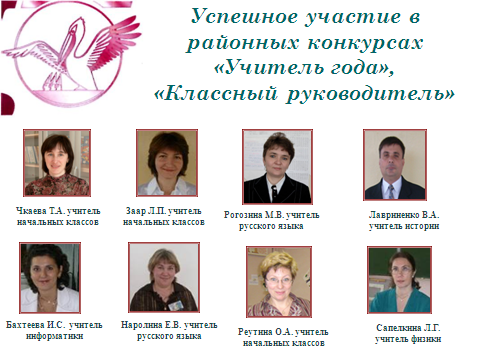 Успешное участие в
районных конкурсах
«Учитель года»,
«Классный руководитель»
Чкаева Т.А. учитель
начальных классов
Заар Л.П. учитель
начальных классов
Рогозина М.В. учитель
русского языка
Лавриненко В.А.
учитель истории
Бахтеева И.С. учитель
информатики
Наролина Е.В. учитель
русского языка
Реутина О.А. учитель
начальных классов
Сапелкина Л.Г.
учитель физики